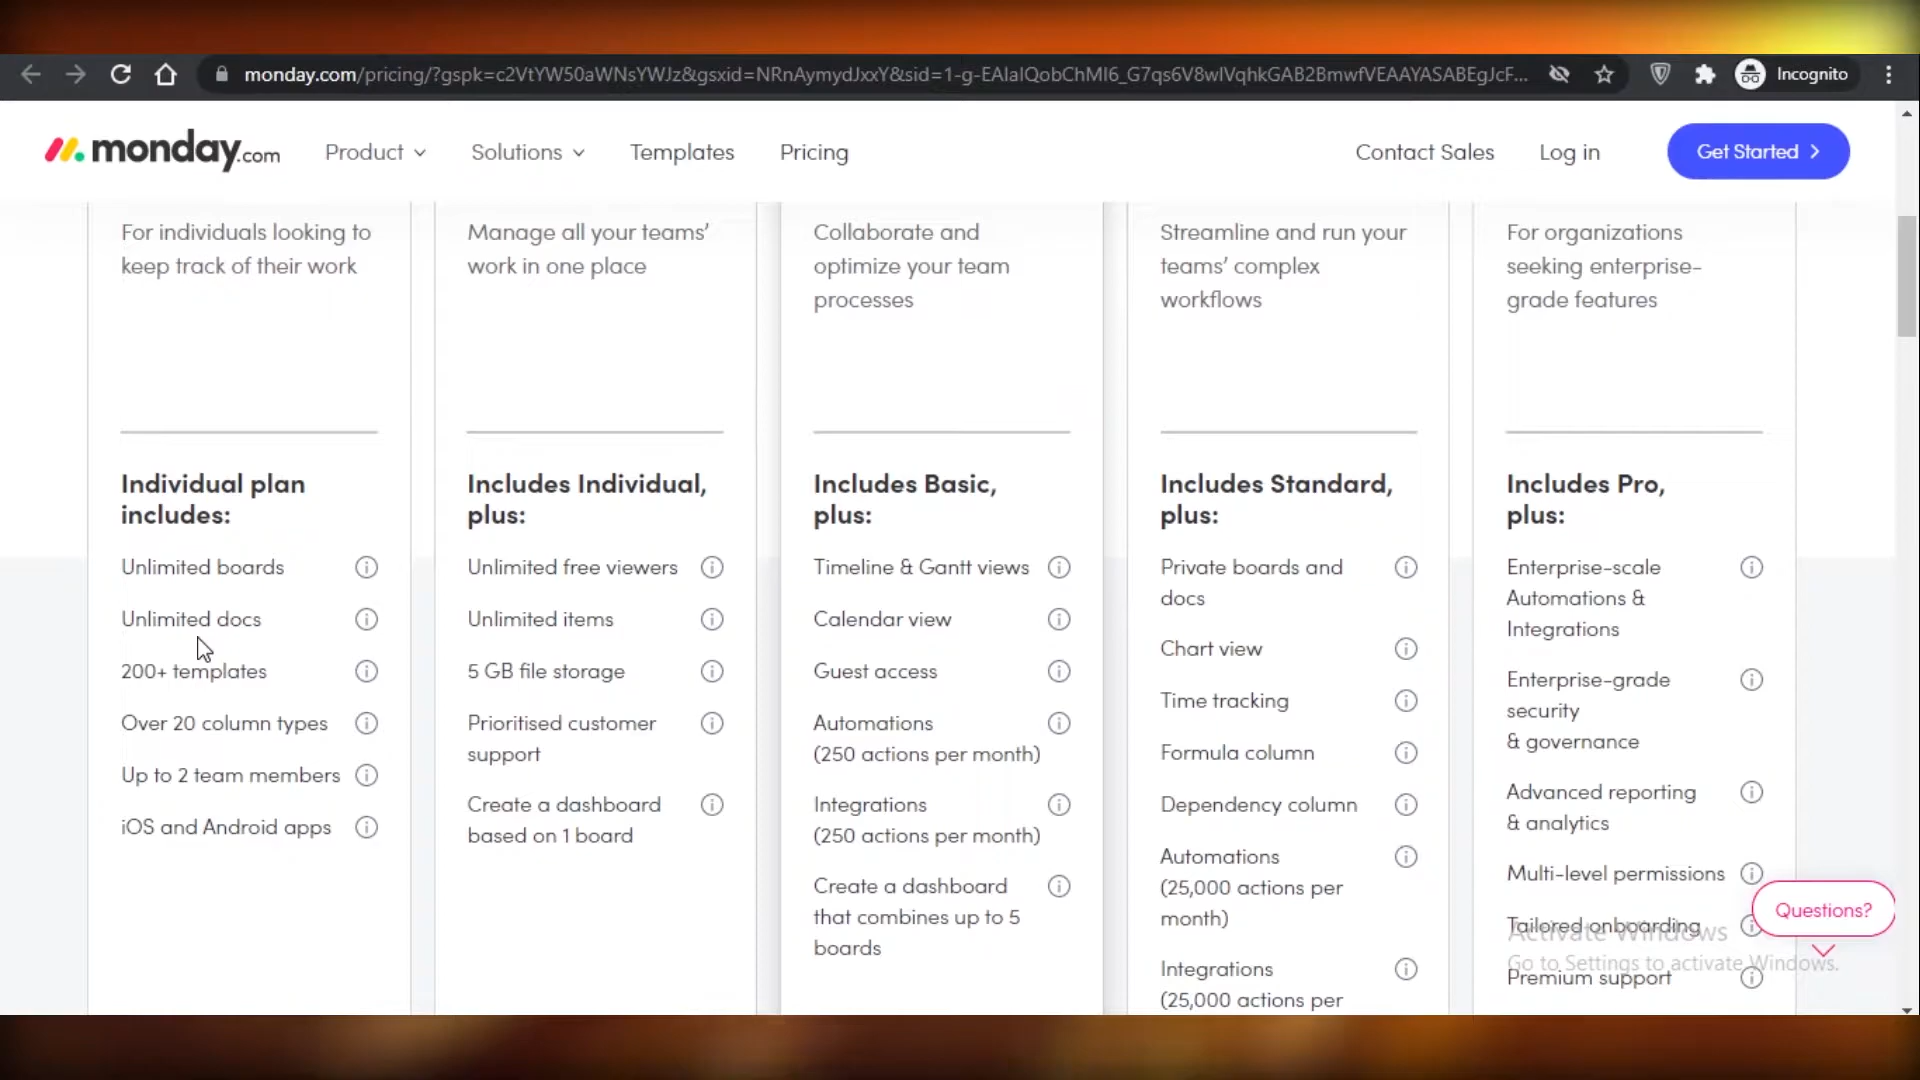 monday.com/pricing/?gspk=c2VtYW50aWNsYWJz&gsxid=NRnAymydJxxY&sid=1-g-EAIaIQobChMI6_G7qs6V8wIVqhkGAB2BmwfVEAAYASABEgJcF...
Incognito
monday.com
Product
Solutions
Templates
Pricing
Contact Sales
Log in
Get Started
For individuals looking to
keep track of their work
Individual plan
includes:
Unlimited boards
Unlimited docs
200+ templates
Over 20 column types
Up to 2 team members
iOS and Android apps
Manage all your teams'
work in one place
Includes Individual,
plus:
Unlimited free viewers
Unlimited items
5 GB file storage
Prioritised customer
support
Create a dashboard
based on 1 board
Collaborate and
optimize your team
processes
Includes Basic,
plus:
Timeline & Gantt views
Calendar view
Guest access
Automations
(250 actions per month)
Integrations
(250 actions per month)
Create a dashboard
that combines up to 5
boards
Streamline and run your
teams' complex
workflows
Includes Standard,
plus:
Private boards and
docs
Chart view
Time tracking
Formula column
Dependency column
Automations
(25,000 actions per
month)
Integrations
(25,000 actions per
For organizations
seeking enterprise-
grade features
Includes Pro,
plus:
Enterprise-scale
Automations &
Integrations
Enterprise-grade
security
& governance
Advanced reporting
& analytics
Multi-level permissions
Tailored onboarding
Premium support
Questions?
Activate Windows
Go to Settings to activate Windows.